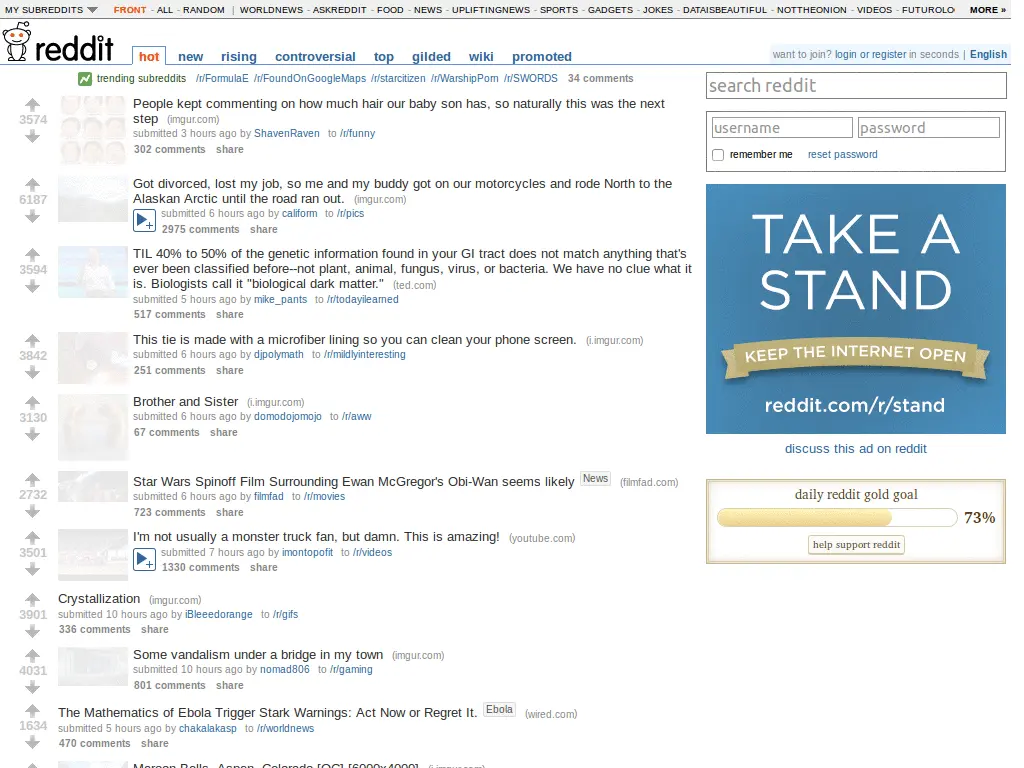 MY SUBREDDITS FRONT - ALL - RANDOM | WORLDNEWS - ASKREDDIT - FOOD - NEWS - UPLIFTINGNEWS - SPORTS - GADGETS - JOKES - DATAISBEAUTIFUL - NOTTHEONION - VIDEOS - FUTUROLO MORE »
reddit hot new rising controversial top gilded wiki promoted
want to join? login or register in seconds | English
trending subreddits /r/FormulaE /r/FoundOnGoogleMaps /r/starcitizen /r/WarshipPorn /r/SWORDS 34 comments
3574
People kept commenting on how much hair our baby son has, so naturally this was the next
step (imgur.com)
submitted 3 hours ago by ShavenRaven to /r/funny
302 comments share
6187
Got divorced, lost my job, so me and my buddy got on our motorcycles and rode North to the
Alaskan Arctic until the road ran out. (imgur.com)
submitted 6 hours ago by caliform to /r/pics
2975 comments share
3594
TIL 40% to 50% of the genetic information found in your GI tract does not match anything that's
ever been classified before--not plant, animal, fungus, virus, or bacteria. We have no clue what it
is. Biologists call it "biological dark matter." (ted.com)
submitted 5 hours ago by mike_pants to /r/todayilearned
517 comments share
3842
This tie is made with a microfiber lining so you can clean your phone screen. (i.imgur.com)
submitted 6 hours ago by djpolymath to /r/mildlyinteresting
251 comments share
3130
Brother and Sister (i.imgur.com)
submitted 6 hours ago by domodojomojo to /r/aww
67 comments share
2732
Star Wars Spinoff Film Surrounding Ewan McGregor's Obi-Wan seems likely News (filmfad.com)
submitted 6 hours ago by filmfad to /r/movies
723 comments share
3501
I'm not usually a monster truck fan, but damn. This is amazing! (youtube.com)
submitted 7 hours ago by imontopofit to /r/videos
1330 comments share
3901
Crystallization (imgur.com)
submitted 10 hours ago by iBleeedorange to /r/gifs
336 comments share
4031
Some vandalism under a bridge in my town (imgur.com)
submitted 10 hours ago by nomad806 to /r/gaming
801 comments share
1634
The Mathematics of Ebola Trigger Stark Warnings: Act Now or Regret It. Ebola (wired.com)
submitted 5 hours ago by chakalakasp to /r/worldnews
470 comments share
Maroon Bells, Aspen, Colorado [OC] [6000x4000] (i.imgur.com)
search reddit
username password
remember me reset password
TAKE A
STAND
KEEP THE INTERNET OPEN
reddit.com/r/stand
discuss this ad on reddit
daily reddit gold goal
73%
help support reddit